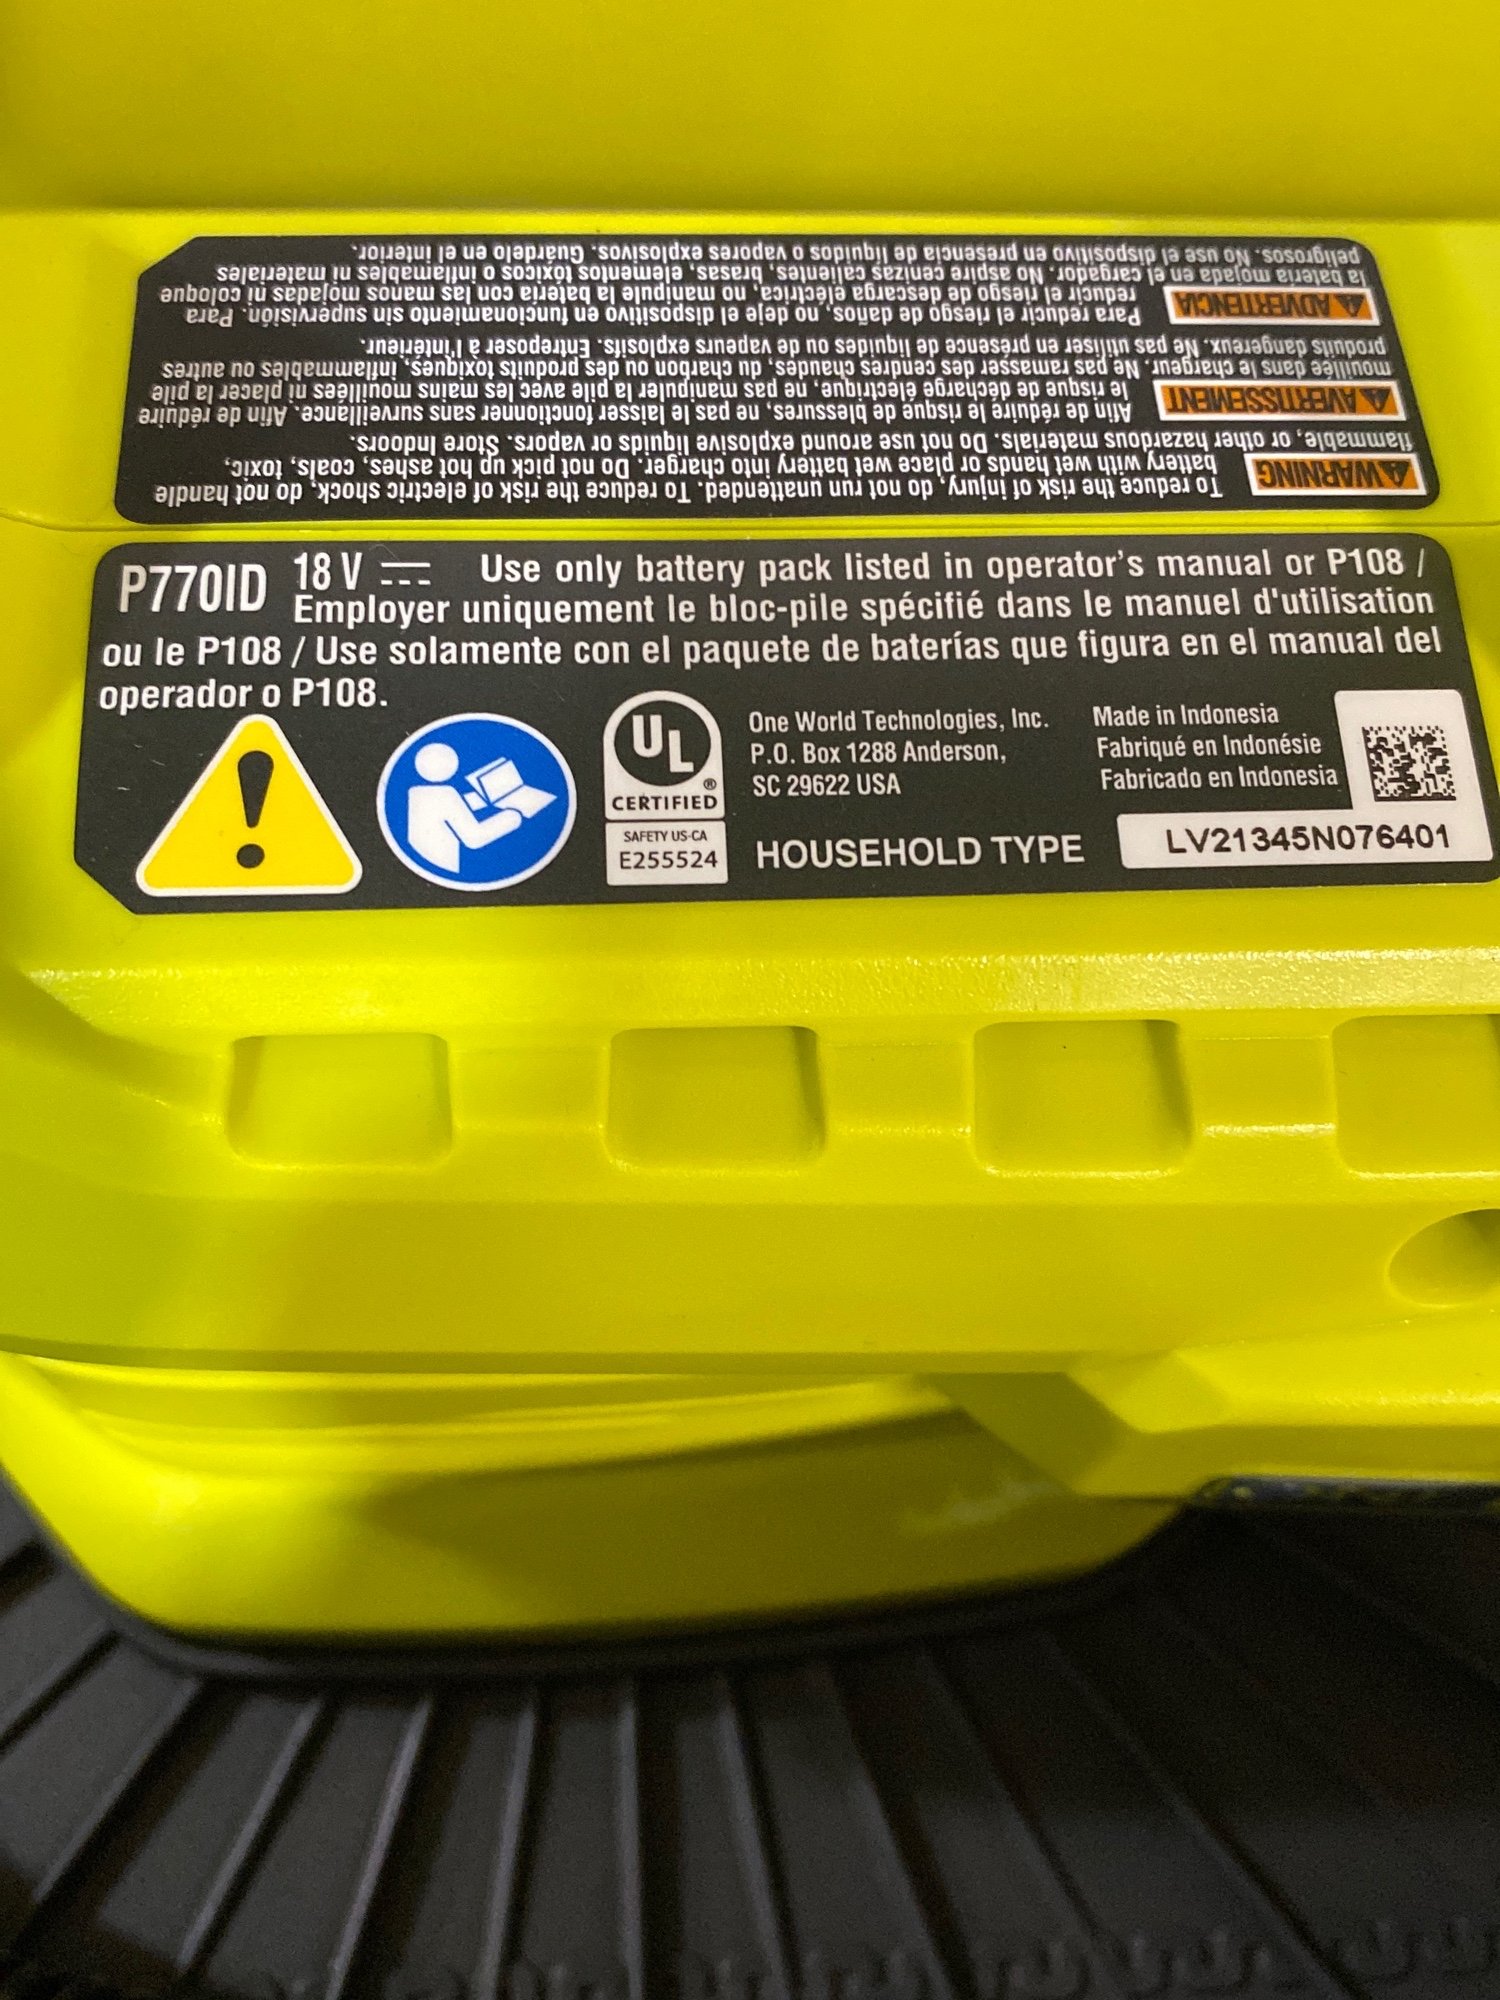 WARNING To reduce the risk of injury, do not run unattended. To reduce the risk of electric shock, do not handle
battery with wet hands or place wet battery into charger. Do not pick up hot ashes, coals, toxic,
flammable, or other hazardous materials. Do not use around explosive liquids or vapors. Store Indoors.
AVERTISSEMENT Afin de réduire le risque de blessures, ne pas le laisser fonctionner sans surveillance. Afin de réduire
le risque de décharge électrique, ne pas manipuler la pile avec les mains mouillées ni placer la pile
mouillée dans le chargeur. Ne pas ramasser des cendres chaudes, du charbon ou des produits toxiques, inflammables ou autres
produits dangereux. Ne pas utiliser en présence de liquides ou de vapeurs explosifs. Entreposer à l'intérieur.
ADVERTENCIA Para reducir el riesgo de daños, no deje el dispositivo en funcionamiento sin supervisión. Para
reducir el riesgo de descarga eléctrica, no manipule la batería con las manos mojadas ni coloque
la batería mojada en el cargador. No aspire cenizas calientes, brasas, elementos tóxicos o inflamables ni materiales
peligrosos. No use el dispositivo en presencia de líquidos o vapores explosivos. Guárdelo en el interior.
P770ID 18 V Use only battery pack listed in operator's manual or P108 /
Employer uniquement le bloc-pile spécifié dans le manuel d'utilisation
ou le P108 / Use solamente con el paquete de baterías que figura en el manual del
operador o P108.
UL ®
CERTIFIED
SAFETY US-CA
E255524
One World Technologies, Inc.
P.O. Box 1288 Anderson,
SC 29622 USA
HOUSEHOLD TYPE
Made in Indonesia
Fabriqué en Indonésie
Fabricado en Indonesia
LV21345N076401